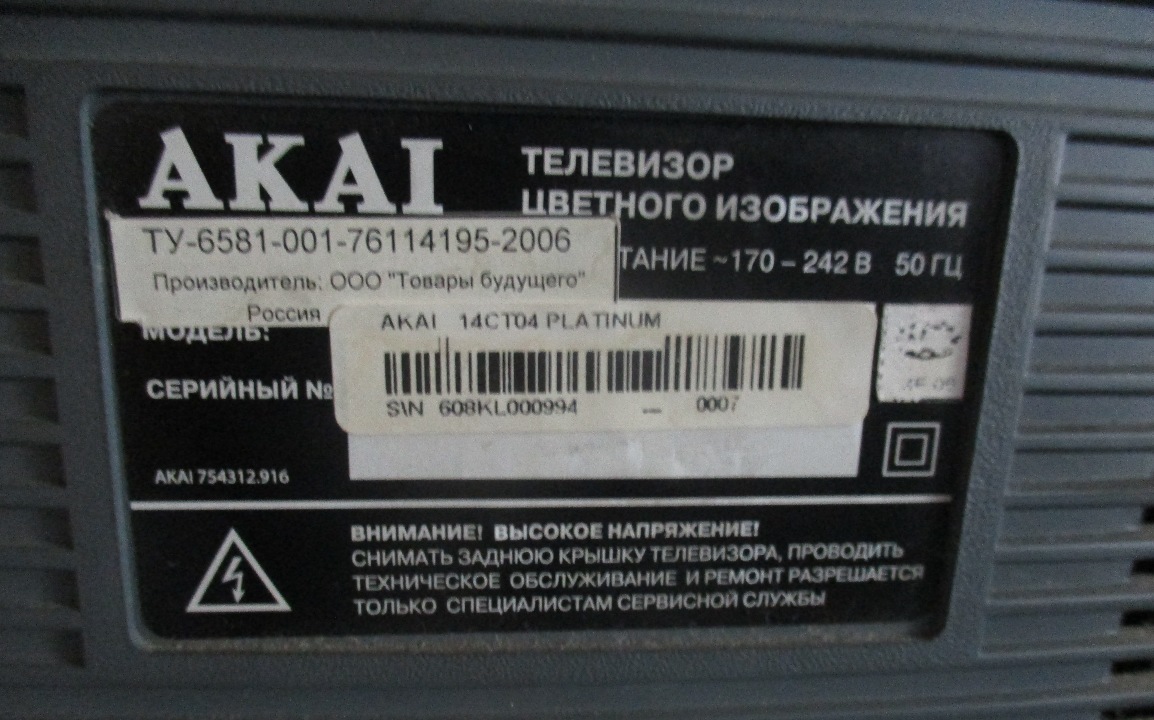 AKAI
ТЕЛЕВИЗОР
ЦВЕТНОГО ИЗОБРАЖЕНИЯ
ТУ-6581-001-76114195-2006
Производитель: ООО "Товары будущего"
Россия
ТАНИЕ ~170 – 242 В 50 ГЦ
МОДЕЛЬ:
AKAI 14CT04 PLATINUM
СЕРИЙНЫЙ №
S\N 608KL000994 — 0007
AKAI 754312.916
ВНИМАНИЕ! ВЫСОКОЕ НАПРЯЖЕНИЕ!
СНИМАТЬ ЗАДНЮЮ КРЫШКУ ТЕЛЕВИЗОРА, ПРОВОДИТЬ
ТЕХНИЧЕСКОЕ ОБСЛУЖИВАНИЕ И РЕМОНТ РАЗРЕШАЕТСЯ
ТОЛЬКО СПЕЦИАЛИСТАМ СЕРВИСНОЙ СЛУЖБЫ